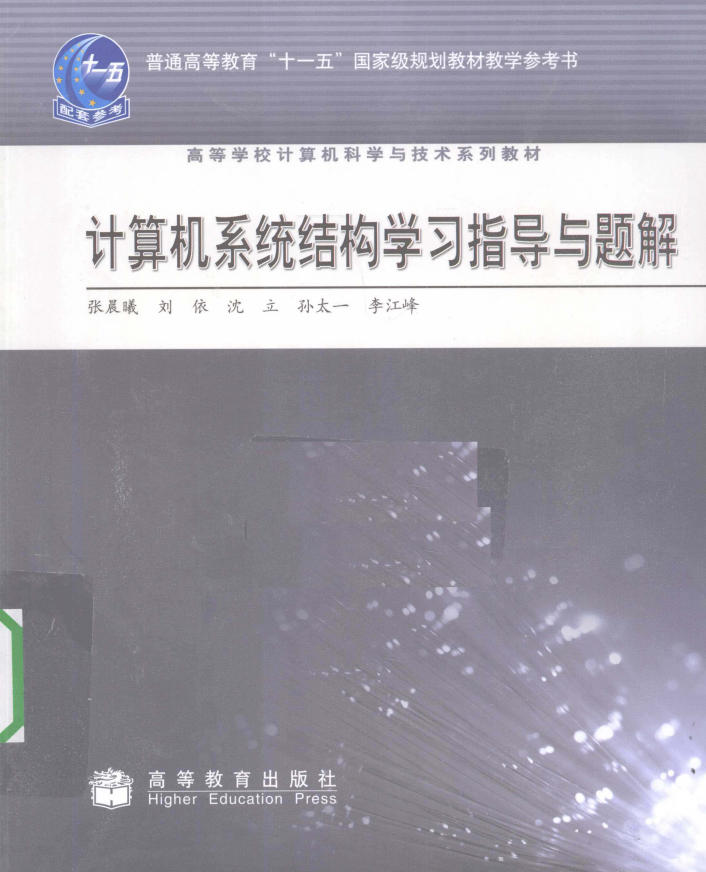 十一五
配套参考
普通高等教育“十一五”国家级规划教材教学参考书
高等学校计算机科学与技术系列教材
计算机系统结构学习指导与题解
张晨曦 刘 依 沈 立 孙太一 李江峰
高等教育出版社
Higher Education Press